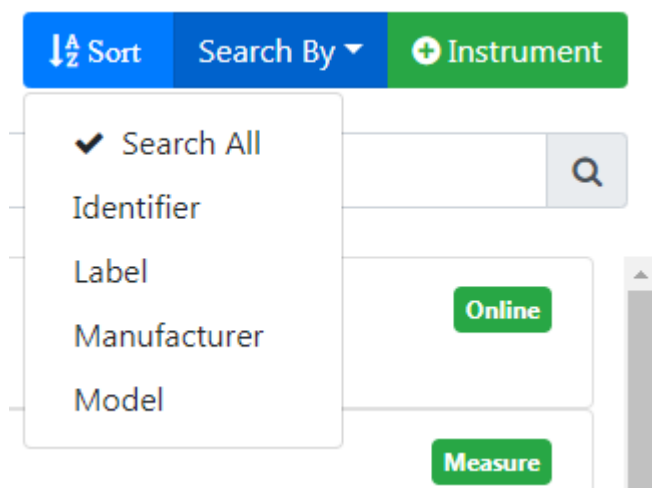 Sort Search By Instrument
Search All
Identifier
Label
Online
Manufacturer
Model
Measure